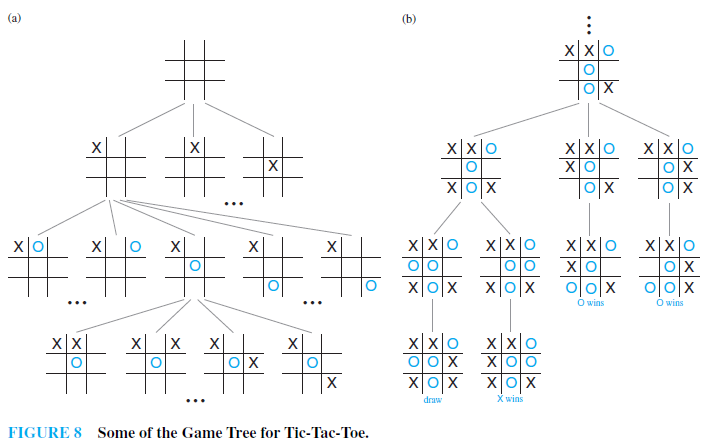 (a)
X X
X
X O X O X X X
O
O O
X X X X X X
O O O X O
X
(b)
X X O
O
O X
X X O X X O X X O
O X O O X
X O X O X O X
X X O X X O X X O X X O
O O O O X O O X
X O X X O X O O X O O X
O wins O wins
X X O X X O
O O X X O O
X O X X O X
draw X wins
FIGURE 8 Some of the Game Tree for Tic-Tac-Toe.